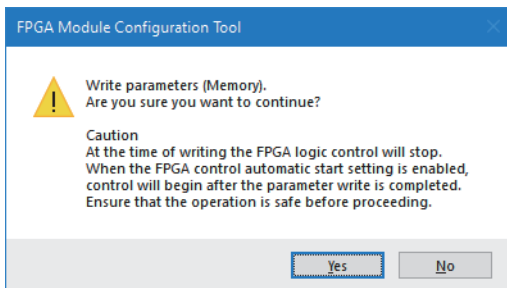 FPGA Module Configuration Tool
Write parameters (Memory).
Are you sure you want to continue?
Caution
At the time of writing the FPGA logic control will stop.
When the FPGA control automatic start setting is enabled,
control will begin after the parameter write is completed.
Ensure that the operation is safe before proceeding.
Yes
No